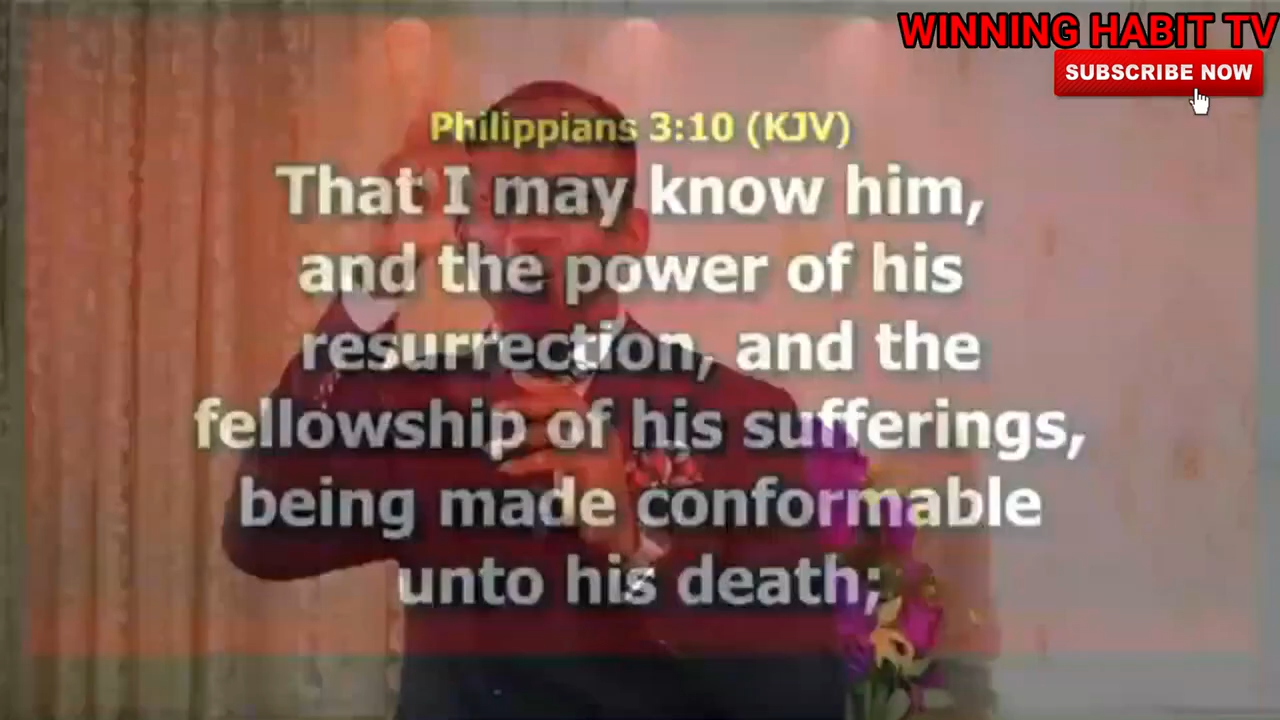 WINNING HABIT TV
SUBSCRIBE NOW
Philippians 3:10 (KJV)
That I may know him,
and the power of his
resurrection, and the
fellowship of his sufferings,
being made conformable
unto his death;